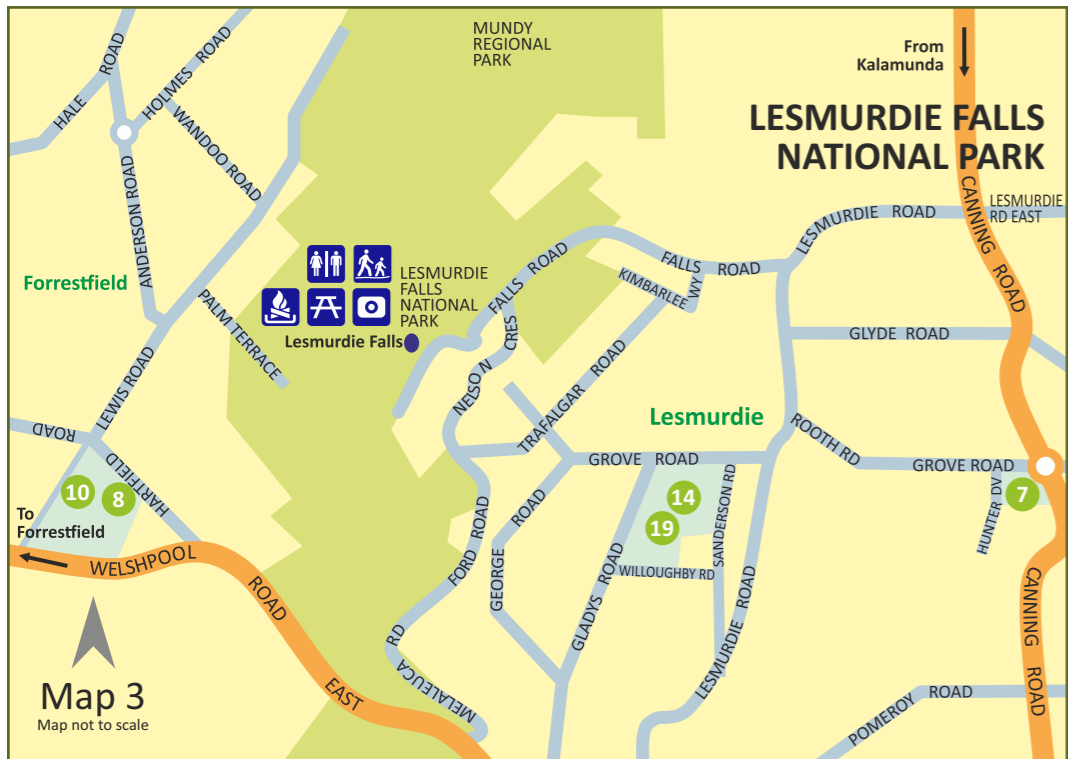 MUNDY
REGIONAL
PARK
From
Kalamunda
LESMURDIE FALLS
NATIONAL PARK
HALE ROAD
HOLMES ROAD
WANDOO ROAD
ANDERSON ROAD
CANNING ROAD
LESMURDIE
RD EAST
LESMURDIE ROAD
Forrestfield
LESMURDIE
FALLS
NATIONAL
PARK
Lesmurdie Falls
FALLS ROAD
FALLS ROAD
KIMBARLEE WY
PALM TERRACE
GLYDE ROAD
NELSON CRES
LEWIS ROAD
TRAFALGAR ROAD
Lesmurdie
ROAD
HARTFIELD
ROOTH RD
GROVE ROAD
GROVE ROAD
10
8
14
19
7
HUNTER DV
SANDERSON RD
To
Forrestfield
WELSHPOOL ROAD EAST
FORD ROAD
GEORGE ROAD
GLADYS ROAD
WILLOUGHBY RD
LESMURDIE ROAD
CANNING ROAD
MELALEUCA RD
POMEROY ROAD
Map 3
Map not to scale